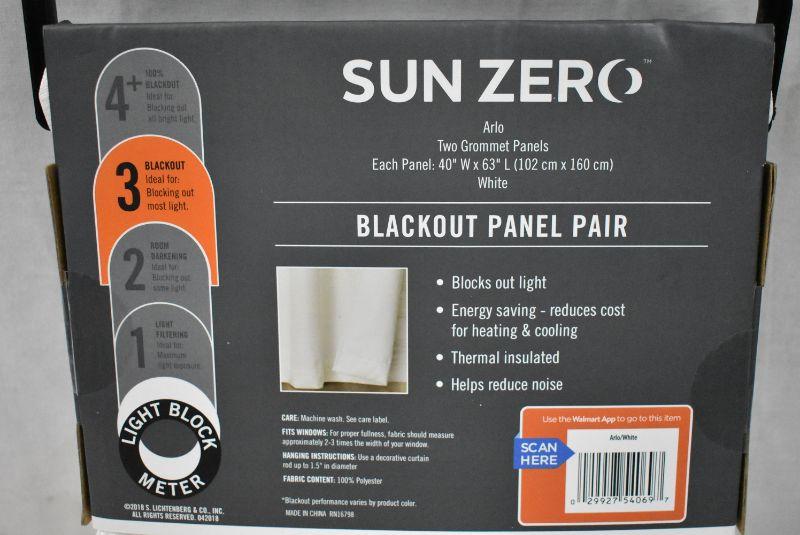 SUN ZERO™
Arlo
Two Grommet Panels
Each Panel: 40" W x 63" L (102 cm x 160 cm)
White
BLACKOUT PANEL PAIR
4+
100%
BLACKOUT
Ideal for:
Blocking out
all bright light.
3
BLACKOUT
Ideal for:
Blocking out
most light.
2
ROOM
DARKENING
Ideal for:
Blocking out
some light.
1
LIGHT
FILTERING
Ideal for:
Maximum
light exposure.
LIGHT BLOCK
METER
©2018 S. LICHTENBERG & CO., INC.
ALL RIGHTS RESERVED. 042018
• Blocks out light
• Energy saving - reduces cost
for heating & cooling
• Thermal insulated
• Helps reduce noise
CARE: Machine wash. See care label.
FITS WINDOWS: For proper fullness, fabric should measure
approximately 2-3 times the width of your window.
HANGING INSTRUCTIONS: Use a decorative curtain
rod up to 1.5" in diameter
FABRIC CONTENT: 100% Polyester
*Blackout performance varies by product color.
MADE IN CHINA RN16798
Use the Walmart App to go to this item
SCAN
HERE
Arlo/White
0 29927 54069 7